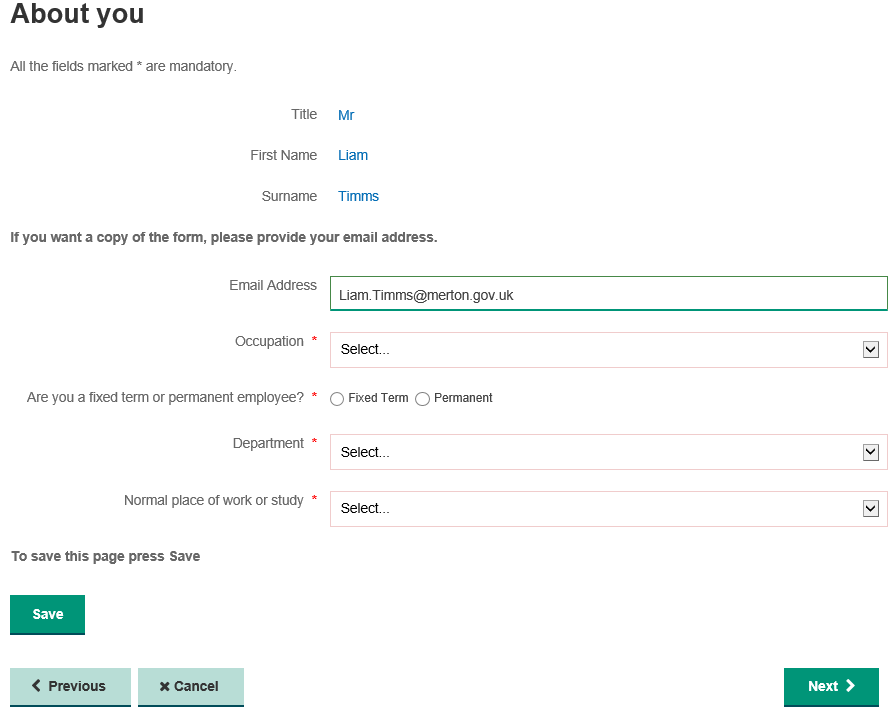 About you
All the fields marked * are mandatory.
Title Mr
First Name Liam
Surname Timms
If you want a copy of the form, please provide your email address.
Email Address Liam.Timms@merton.gov.uk
Occupation * Select...
Are you a fixed term or permanent employee? * Fixed Term Permanent
Department * Select...
Normal place of work or study * Select...
To save this page press Save
Save
Previous Cancel Next